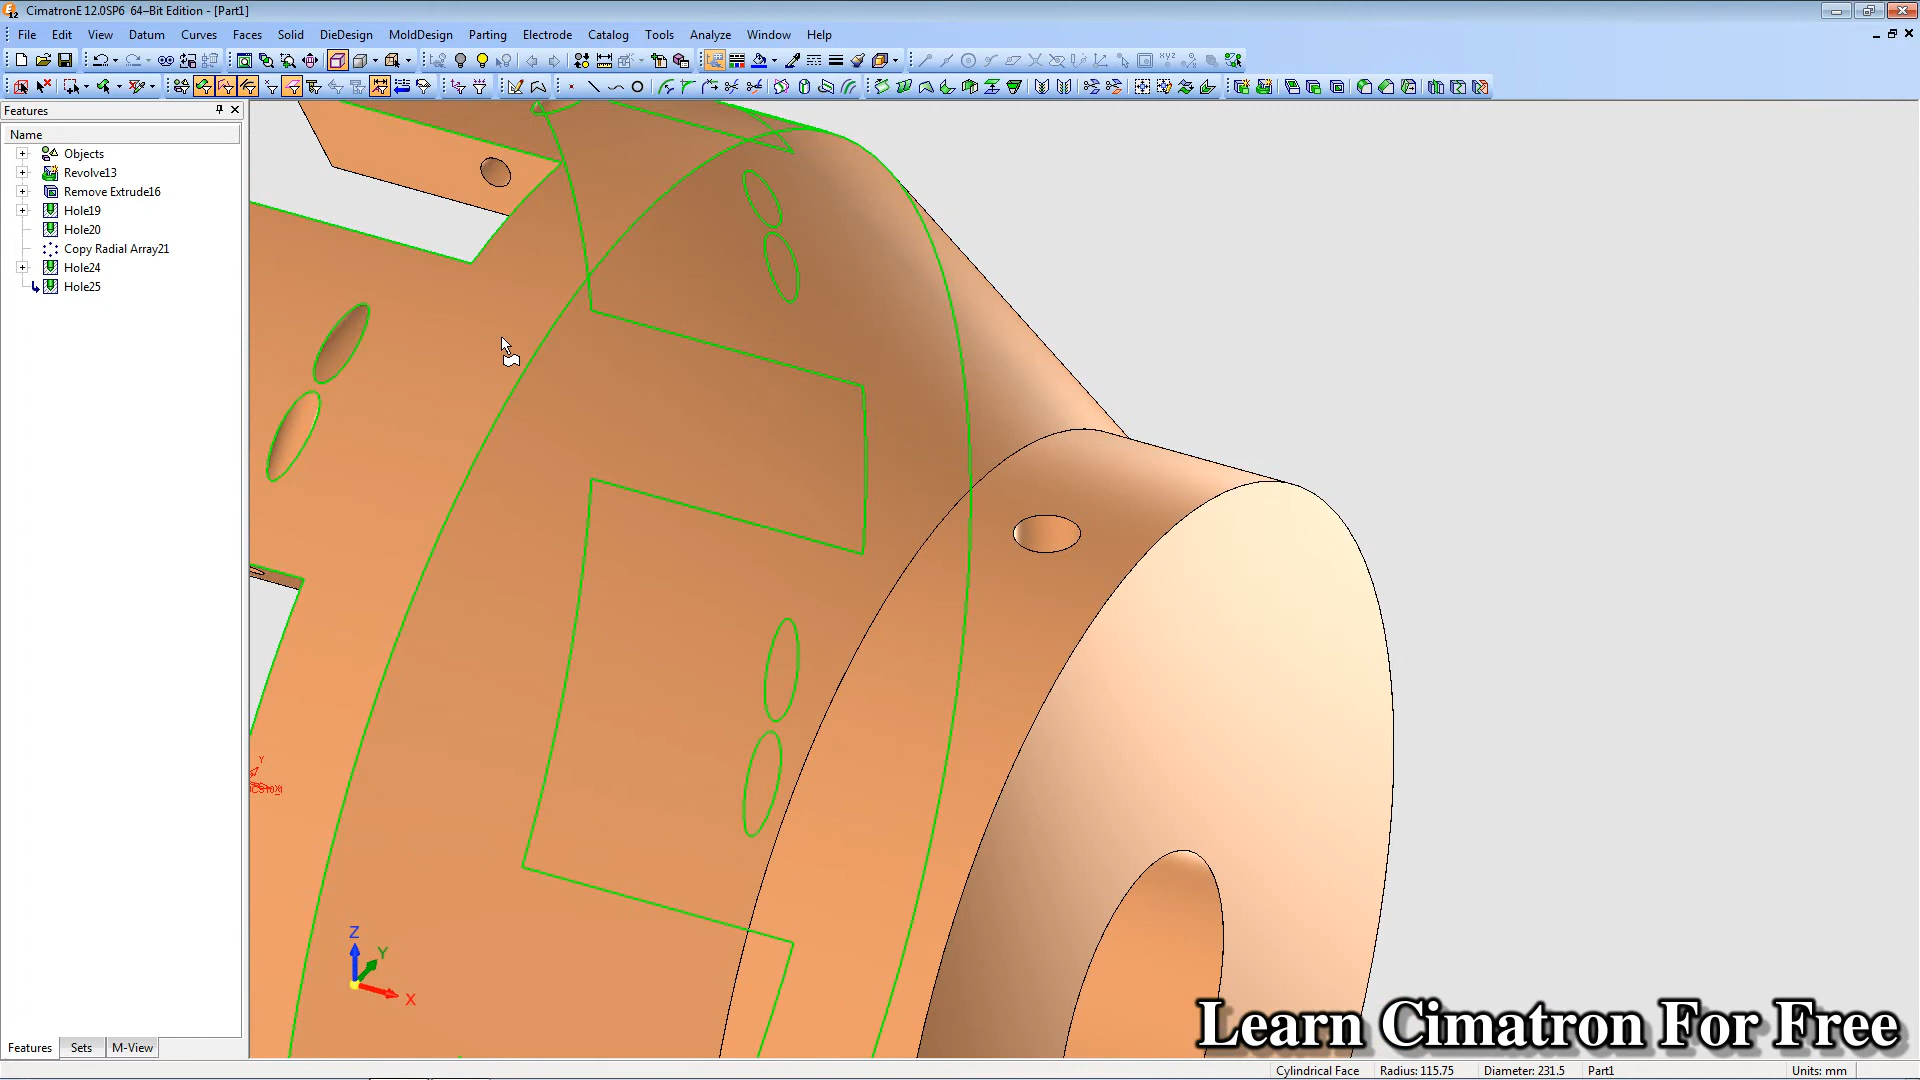 CimatronE 12.0SP6  64–Bit Edition - [Part1]
File Edit View Datum Curves Faces Solid DieDesign MoldDesign Parting Electrode Catalog Tools Analyze Window Help
Features
Name
Objects
Revolve13
Remove Extrude16
Hole19
Hole20
Copy Radial Array21
Hole24
Hole25
Y
Z
Y
X
Learn Cimatron For Free
Features Sets M-View
Cylindrical Face Radius: 115.75 Diameter: 231.5 Part1 Units: mm